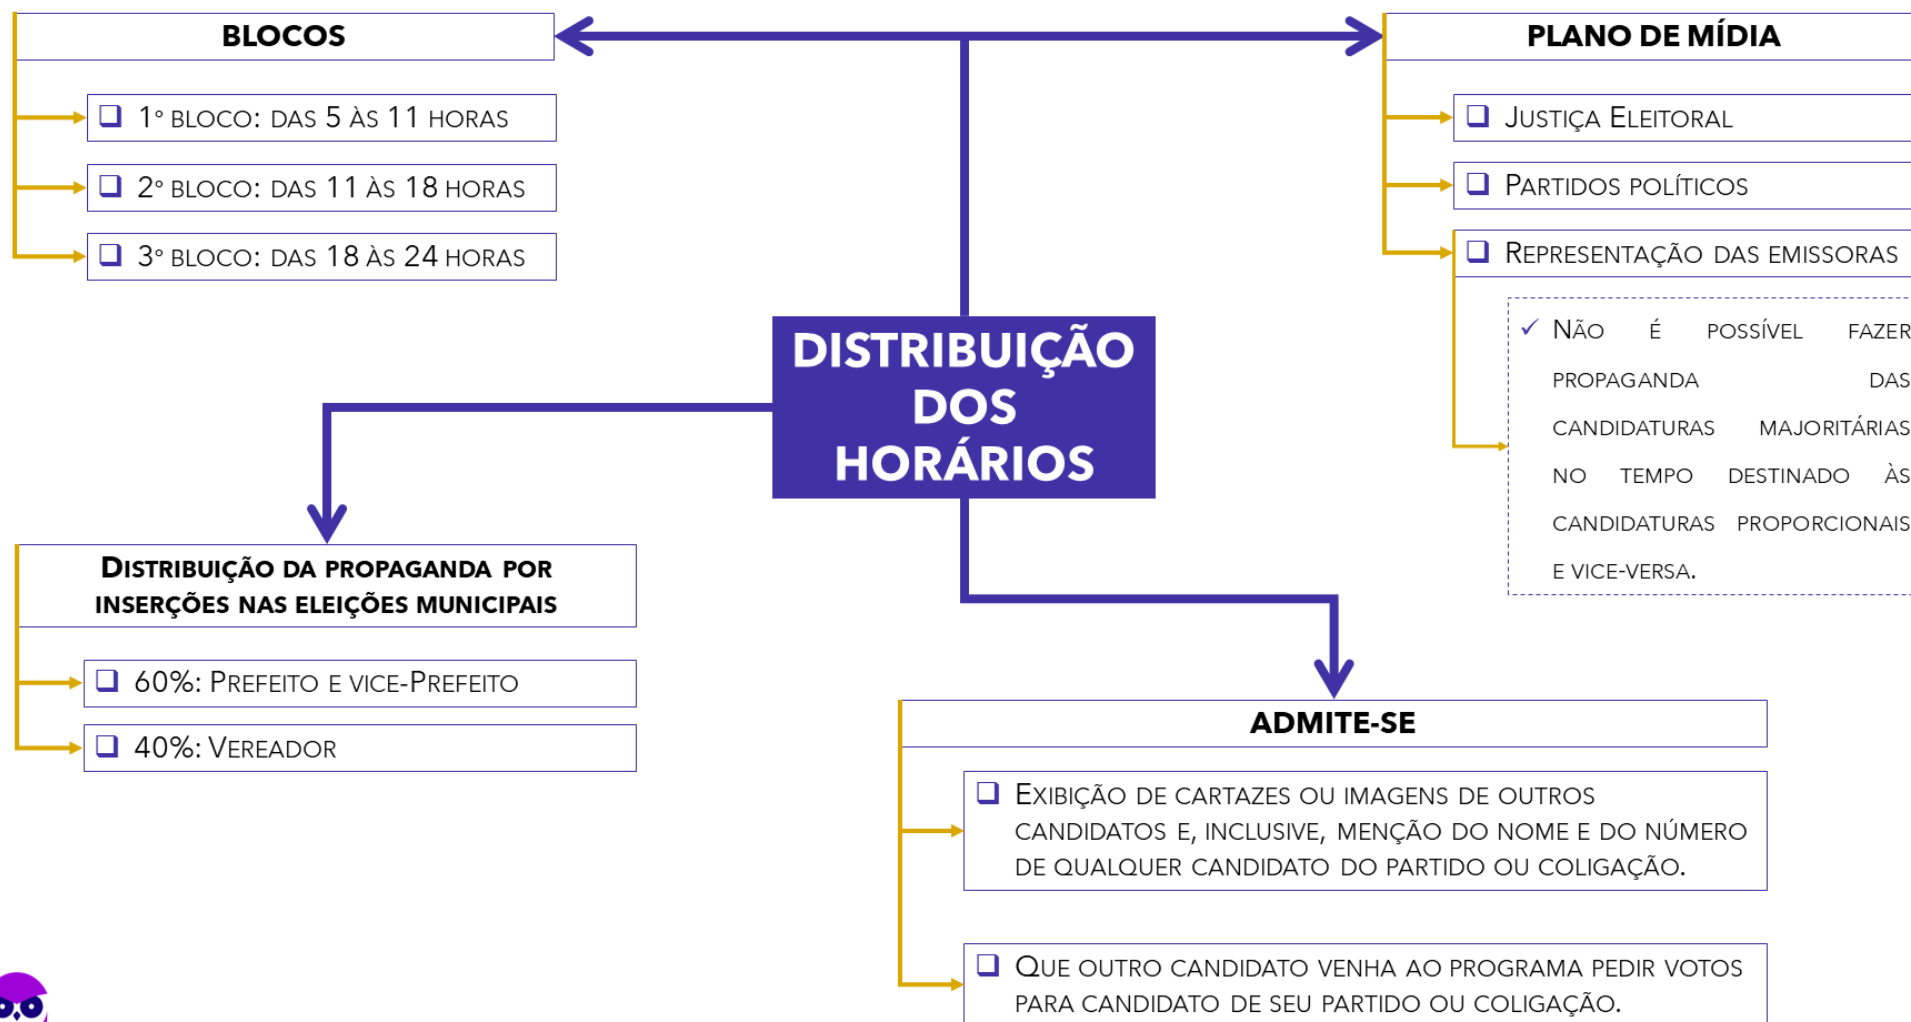 BLOCOS
1º BLOCO: DAS 5 ÀS 11 HORAS
2º BLOCO: DAS 11 ÀS 18 HORAS
3º BLOCO: DAS 18 ÀS 24 HORAS
PLANO DE MÍDIA
JUSTIÇA ELEITORAL
PARTIDOS POLÍTICOS
REPRESENTAÇÃO DAS EMISSORAS
NÃO É POSSÍVEL FAZER
PROPAGANDA DAS
CANDIDATURAS MAJORITÁRIAS
NO TEMPO DESTINADO ÀS
CANDIDATURAS PROPORCIONAIS
E VICE-VERSA.
DISTRIBUIÇÃO
DOS
HORÁRIOS
DISTRIBUIÇÃO DA PROPAGANDA POR
INSERÇÕES NAS ELEIÇÕES MUNICIPAIS
60%: PREFEITO E VICE-PREFEITO
40%: VEREADOR
ADMITE-SE
EXIBIÇÃO DE CARTAZES OU IMAGENS DE OUTROS
CANDIDATOS E, INCLUSIVE, MENÇÃO DO NOME E DO NÚMERO
DE QUALQUER CANDIDATO DO PARTIDO OU COLIGAÇÃO.
QUE OUTRO CANDIDATO VENHA AO PROGRAMA PEDIR VOTOS
PARA CANDIDATO DE SEU PARTIDO OU COLIGAÇÃO.